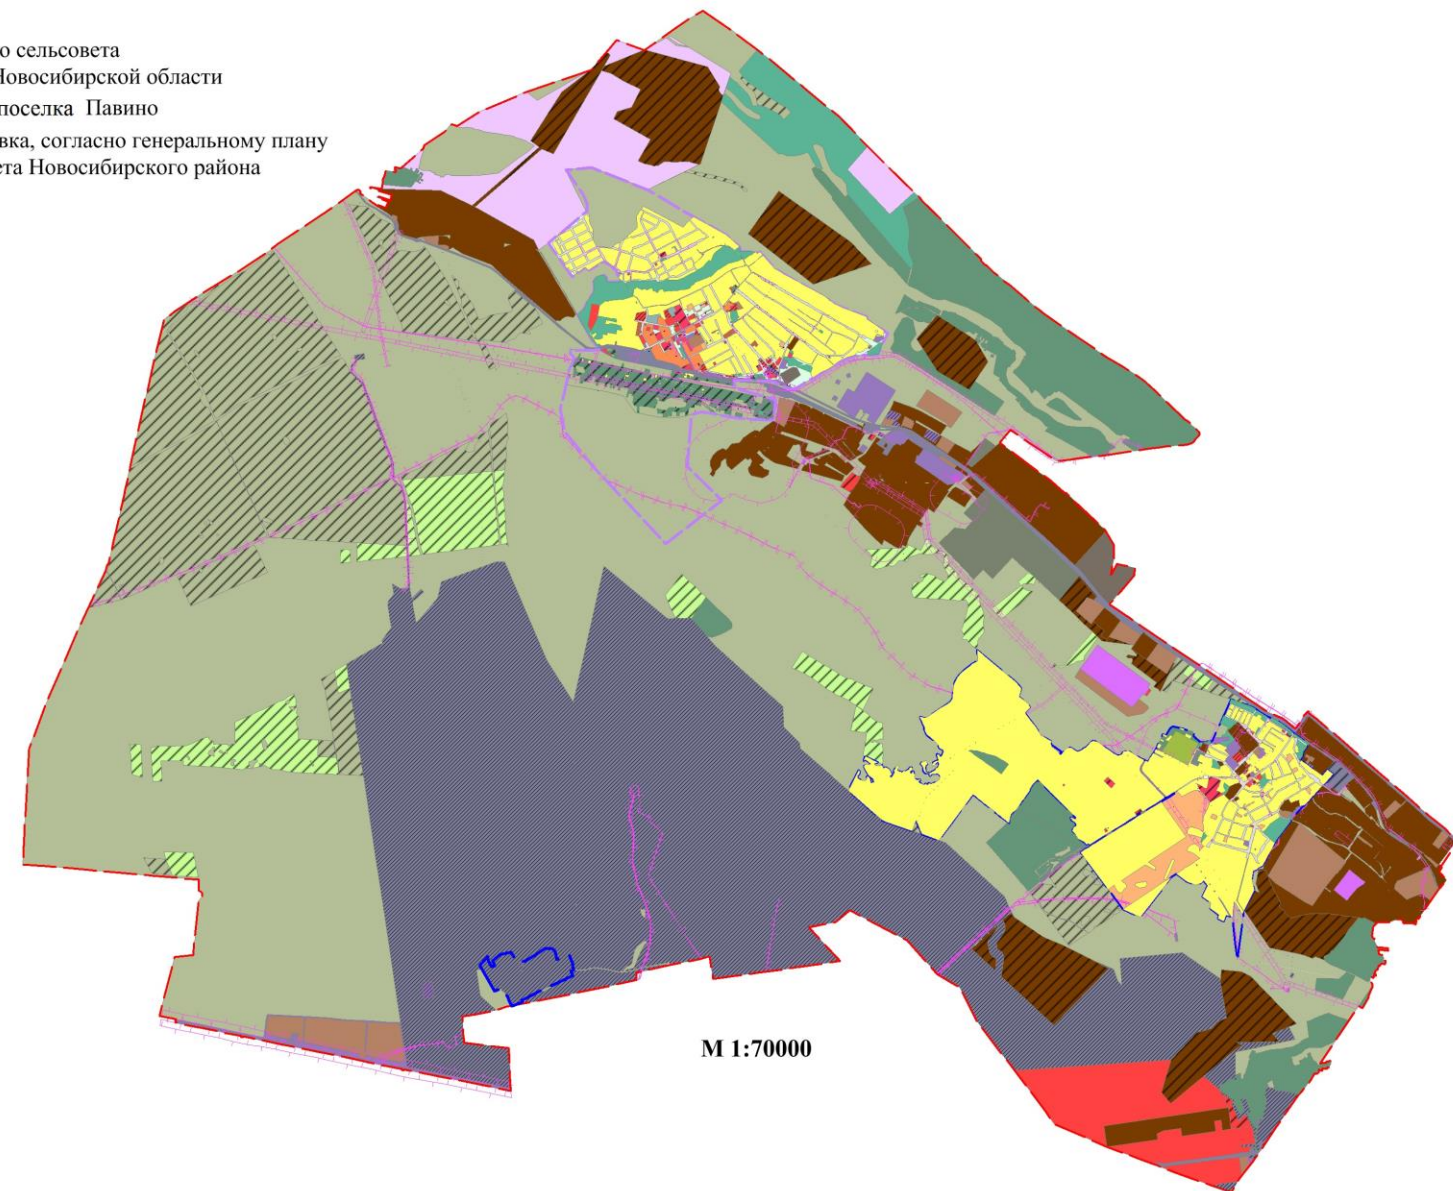 о сельсовета
Новосибирской области
поселка Павино
вка, согласно генеральному плану
ета Новосибирского района
М 1:70000